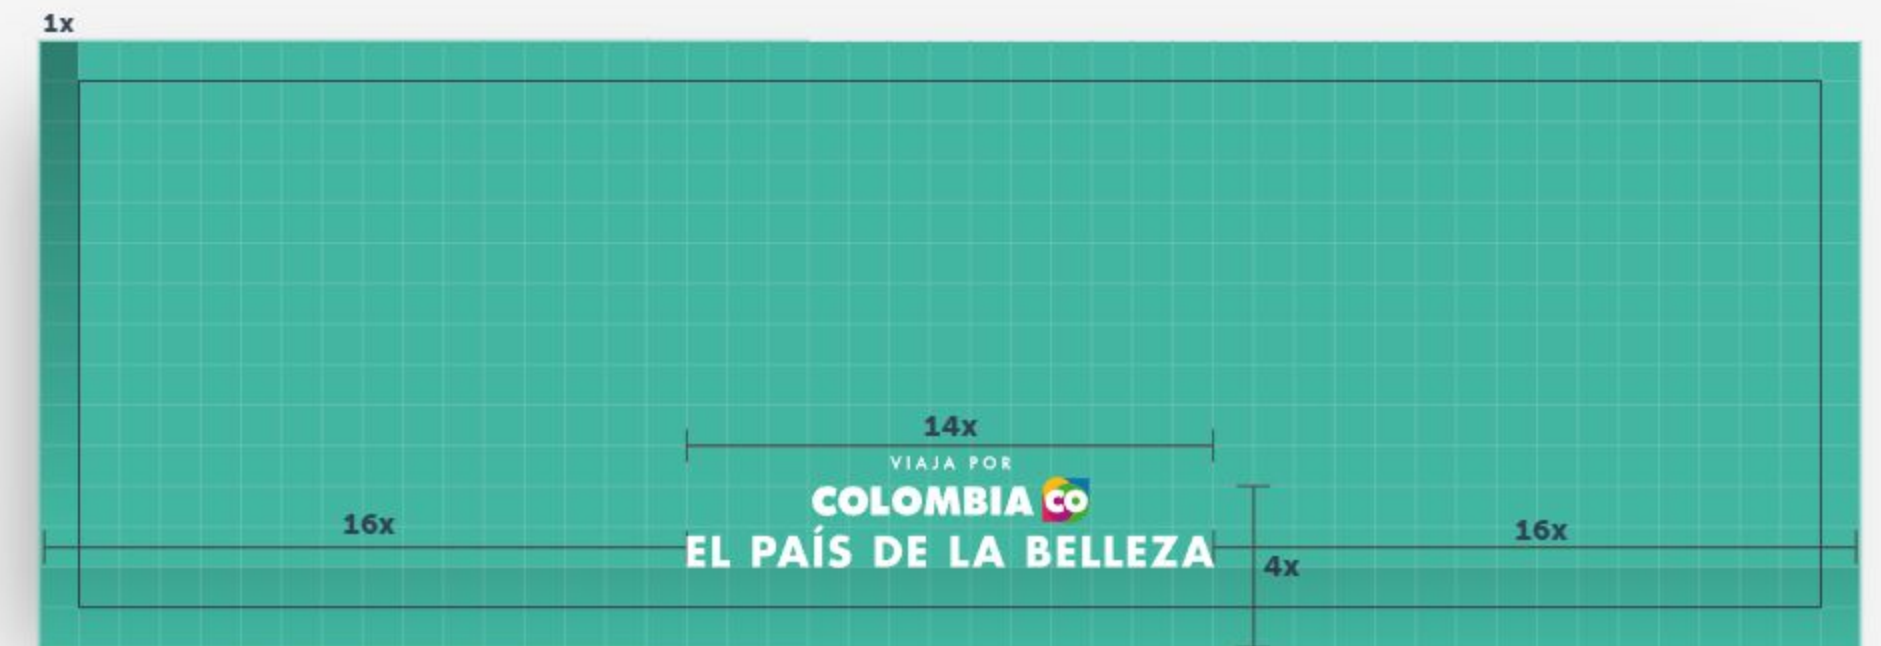 1x
14x
VIAJA POR
COLOMBIA CO
16x
16x
EL PAÍS DE LA BELLEZA
4x